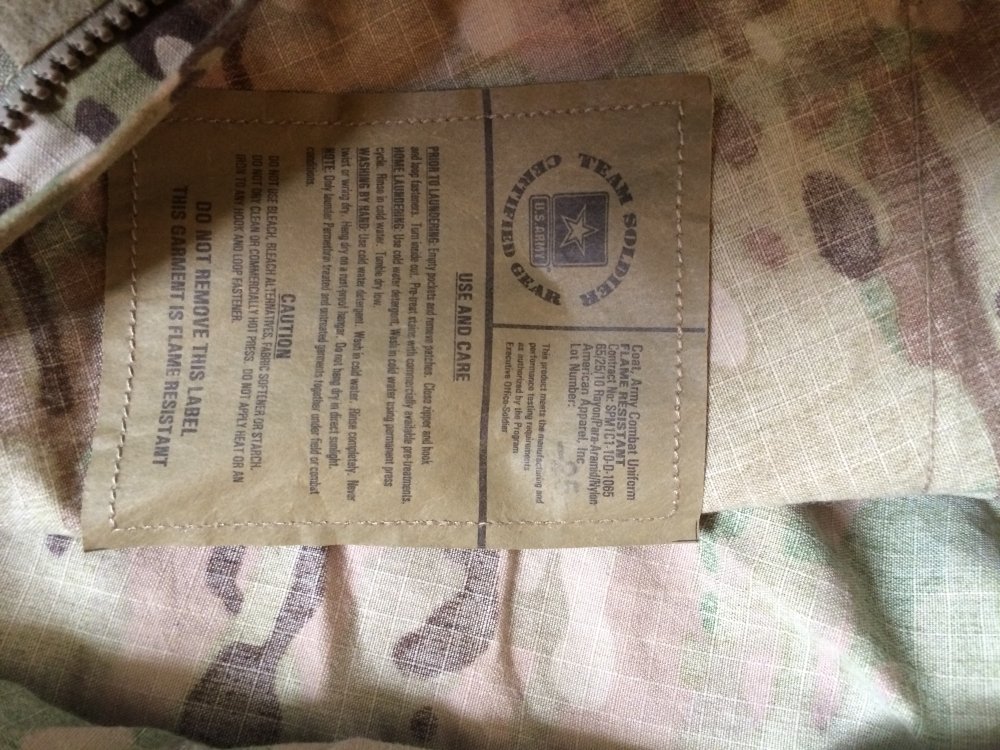 TEAM SOLDIER
CERTIFIED GEAR
U.S.ARMY
Coat, Army Combat Uniform
FLAME RESISTANT
Contract No: SPM1C1-10-D-1065
65/25/10 Rayon/Para-Aramid/Nylon
American Apparel, Inc.
Lot Number:
This product meets the manufacturing and
performance testing requirements
as authorized by the Program
Executive Office-Soldier
USE AND CARE
PRIOR TO LAUNDERING: Empty pockets and remove patches. Close zipper and hook
and loop fasteners. Turn inside out. Pre-treat stains with commercially available pre-treatments.
HOME LAUNDERING: Use cold water detergent. Wash in cold water using permanent press
cycle. Rinse in cold water. Tumble dry low.
WASHING BY HAND: Use cold water detergent. Wash in cold water. Rinse completely. Never
twist or wring dry. Hang dry on a rust-proof hangar. Do not hang dry in direct sunlight.
NOTE: Only launder Permethrin treated and untreated garments together under field or combat
conditions.
CAUTION
DO NOT USE BLEACH, BLEACH ALTERNATIVES, FABRIC SOFTENER OR STARCH.
DO NOT DRY CLEAN OR COMMERCIALLY HOT PRESS. DO NOT APPLY HEAT OR AN
IRON TO ANY HOOK AND LOOP FASTENER.
DO NOT REMOVE THIS LABEL.
THIS GARMENT IS FLAME RESISTANT